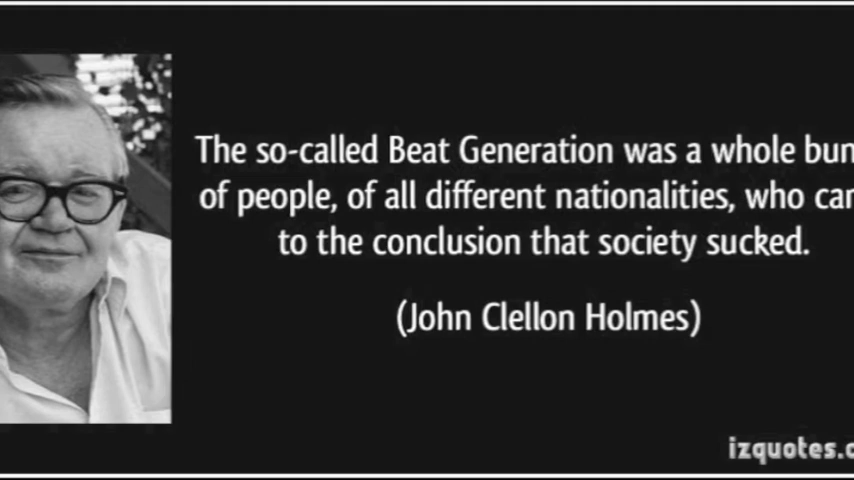 The so-called Beat Generation was a whole bun
of people, of all different nationalities, who can
to the conclusion that society sucked.
(John Clellon Holmes)
izquotes.c